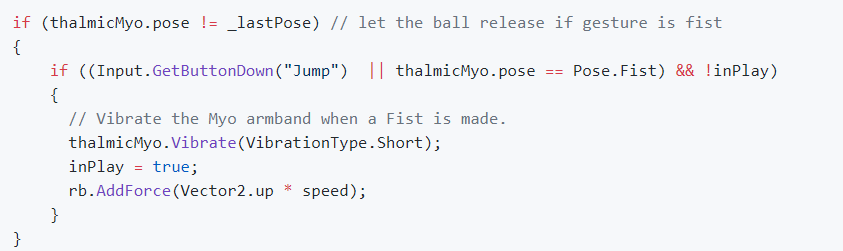 if (thalmicMyo.pose != _lastPose) // let the ball release if gesture is fist
{
    if ((Input.GetButtonDown("Jump")  || thalmicMyo.pose == Pose.Fist) && !inPlay)
    {
      // Vibrate the Myo armband when a Fist is made.
      thalmicMyo.Vibrate(VibrationType.Short);
      inPlay = true;
      rb.AddForce(Vector2.up * speed);
    }
}